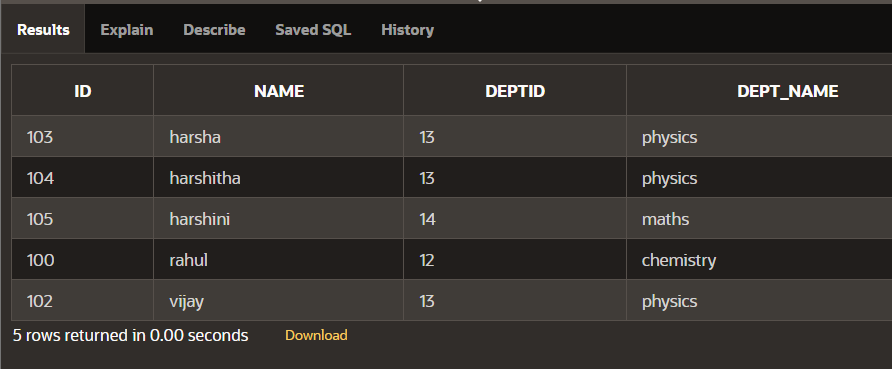 Results Explain Describe Saved SQL History
ID NAME DEPTID DEPT_NAME
103 harsha 13 physics
104 harshitha 13 physics
105 harshini 14 maths
100 rahul 12 chemistry
102 vijay 13 physics
5 rows returned in 0.00 seconds Download